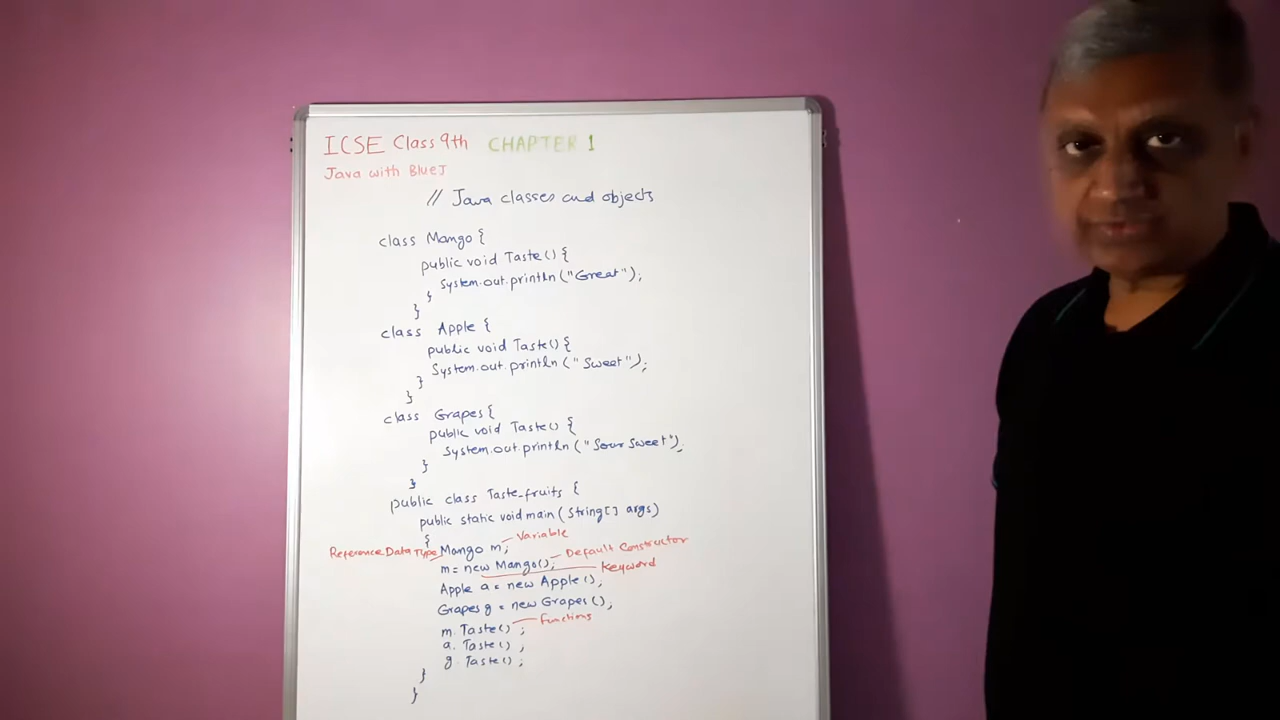 ICSE Class 9th CHAPTER 1
Java with BlueJ
// Java classes and objects
class Mango {
public void Taste() {
System.out.println ("Great");
}
}
class Apple {
public void Taste() {
System.out.println (" Sweet");
}
}
class Grapes {
public void Taste() {
System.out.println ("Sour Sweet");
}
}
public class Taste_fruits {
public static void main (String[] args)
{
Reference Data Type Mango m; Variable
m = new Mango(); Default Constructor
Keyword
Apple a = new Apple ();
Grapes g = new Grapes ();
m. Taste() ; functions
a. Taste() ;
g. Taste() ;
}
}